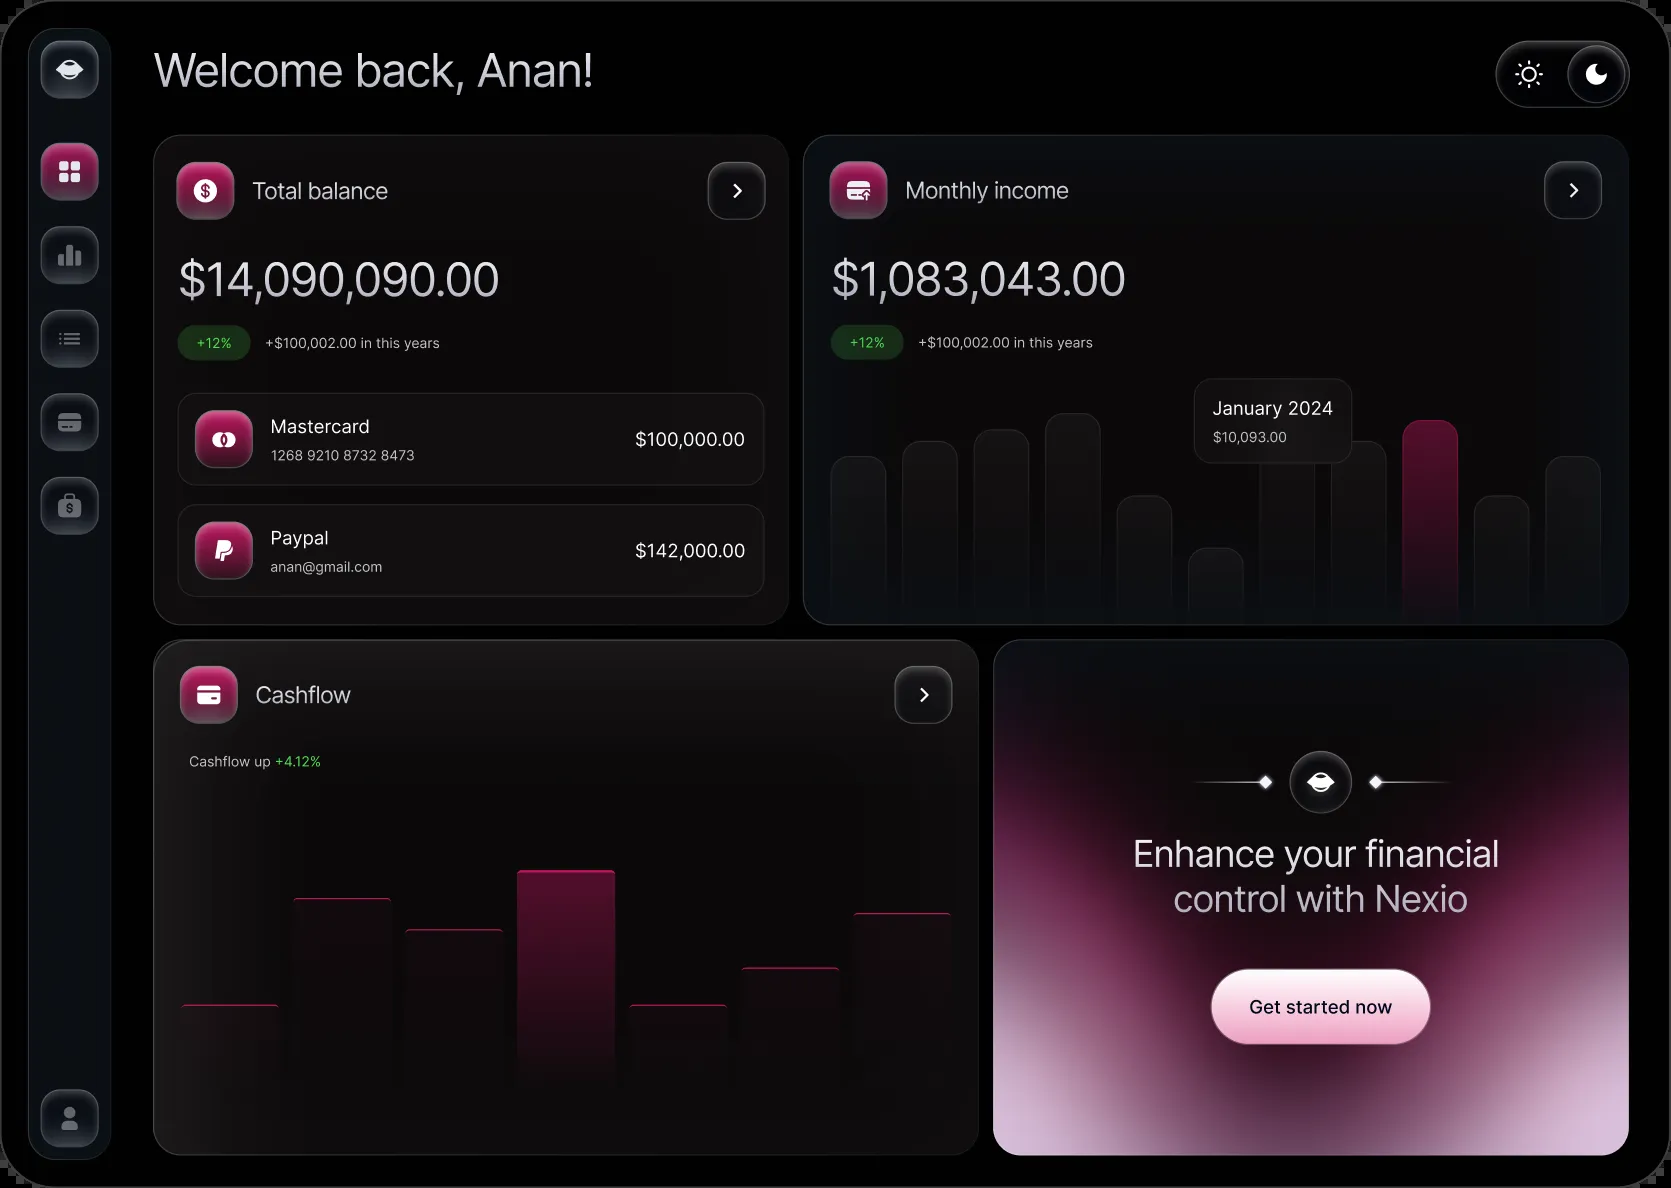 Welcome back, Anan!
Total balance
$14,090,090.00
+12% +$100,002.00 in this years
Mastercard
1268 9210 8732 8473
$100,000.00
Paypal
anan@gmail.com
$142,000.00
Monthly income
$1,083,043.00
+12% +$100,002.00 in this years
January 2024
$10,093.00
Cashflow
Cashflow up +4.12%
Enhance your financial
control with Nexio
Get started now